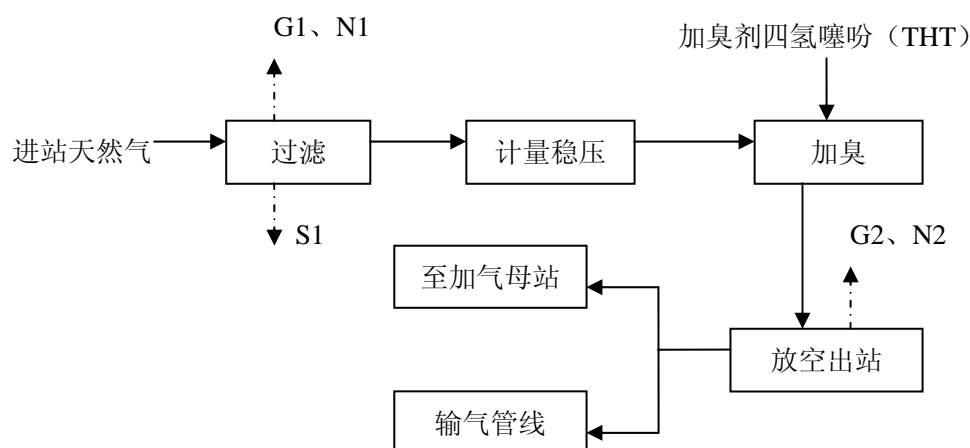 G1、N1
加臭剂四氢噻吩（THT）
进站天然气
过滤
计量稳压
加臭
S1
G2、N2
至加气母站
放空出站
输气管线